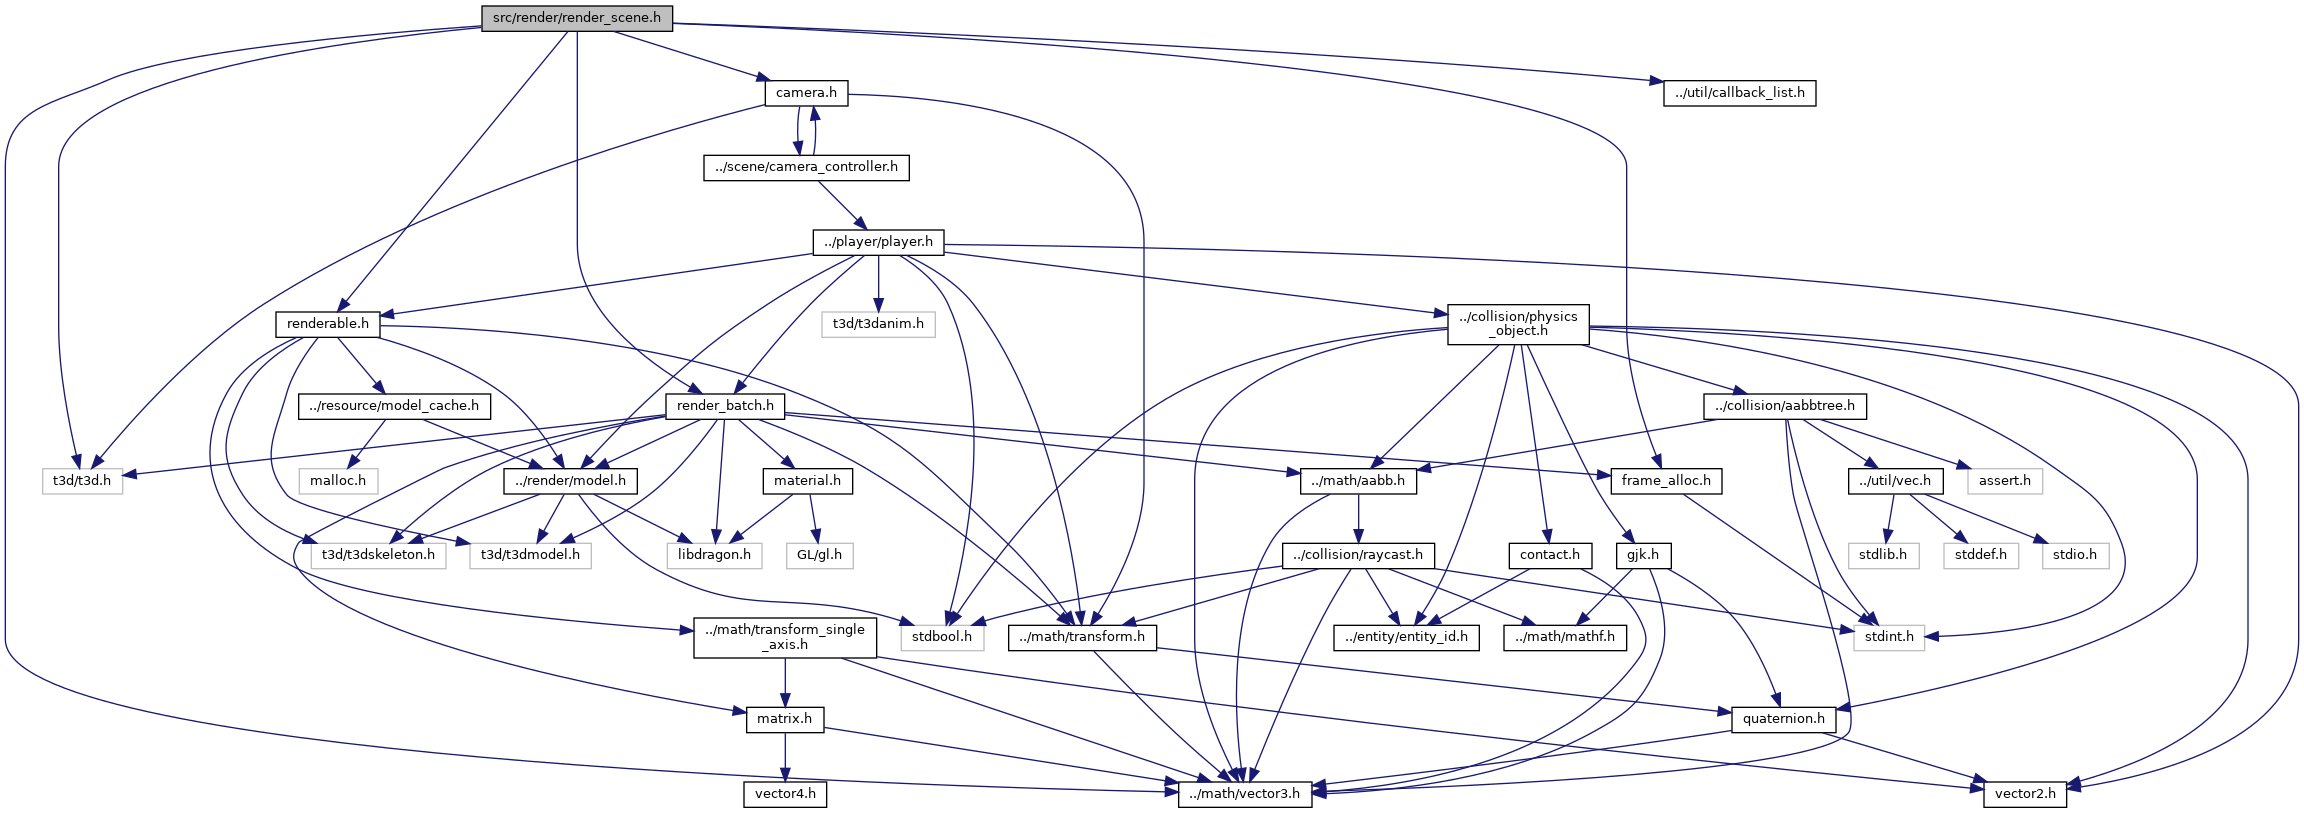 src/render/render_scene.h
camera.h
../util/callback_list.h
../scene/camera_controller.h
../player/player.h
renderable.h
t3d/t3danim.h
../collision/physics
_object.h
../resource/model_cache.h
render_batch.h
../collision/aabbtree.h
t3d/t3d.h
malloc.h
../render/model.h
material.h
../math/aabb.h
frame_alloc.h
../util/vec.h
assert.h
t3d/t3dskeleton.h
t3d/t3dmodel.h
libdragon.h
GL/gl.h
../collision/raycast.h
contact.h
gjk.h
stdlib.h
stddef.h
stdio.h
../math/transform_single
_axis.h
stdbool.h
../math/transform.h
../entity/entity_id.h
../math/mathf.h
stdint.h
matrix.h
quaternion.h
vector4.h
../math/vector3.h
vector2.h